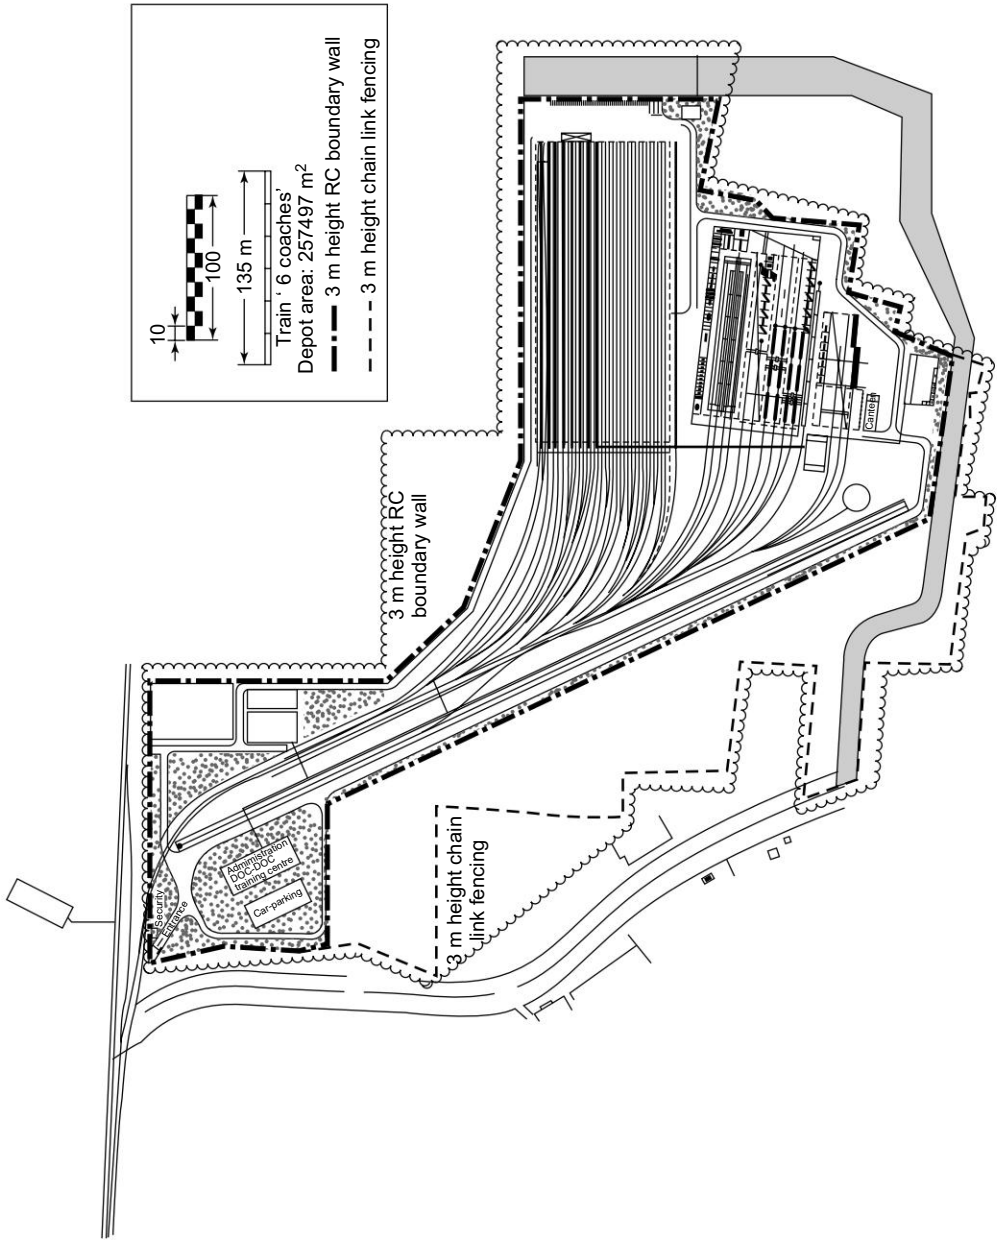 10
100
135 m
Train ‘ 6 coaches’
Depot area: 257497 m²
3 m height RC boundary wall
3 m height chain link fencing
3 m height RC
boundary wall
Security
Entrance
Admimistration
DOC-DOC
training centre
Car-parking
3 m height chain
link fencing
Canteen